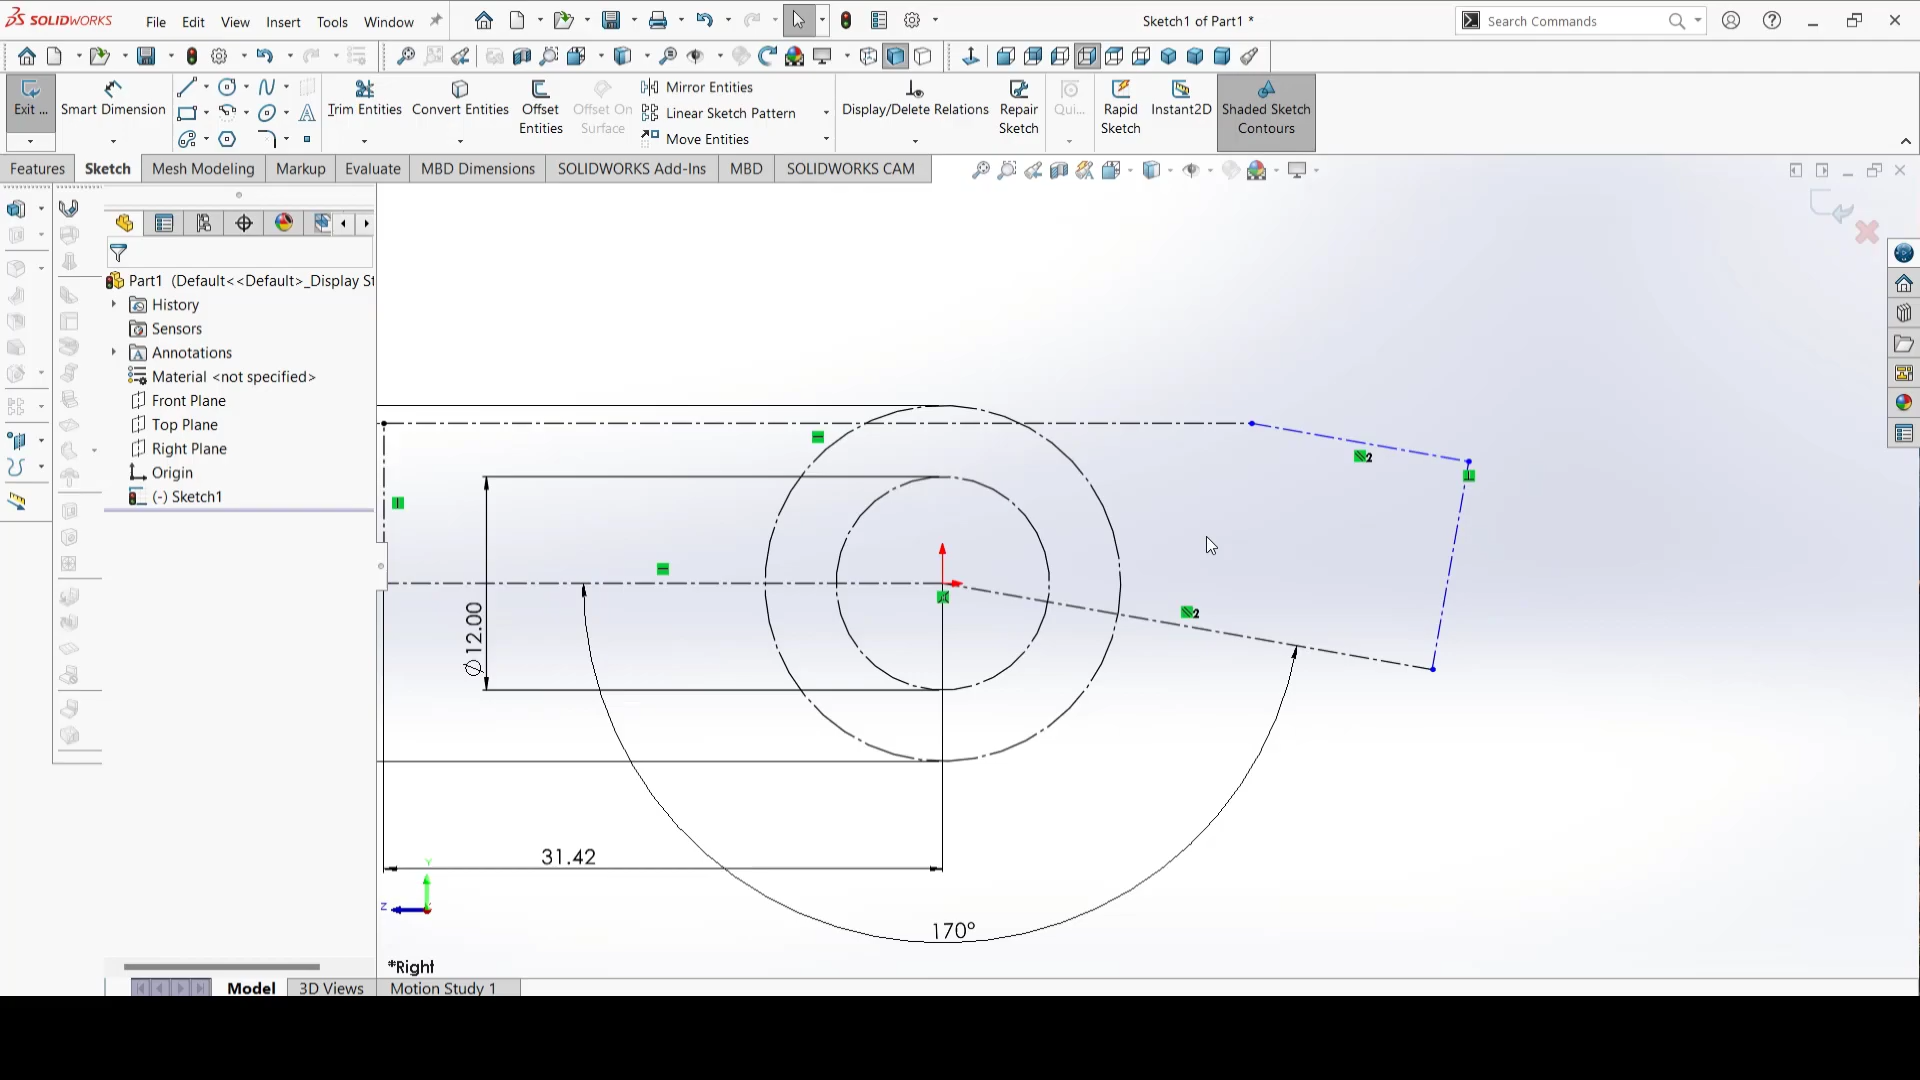 SOLIDWORKS
File Edit View Insert Tools Window
Sketch1 of Part1 *
Search Commands
Exit ...
Smart Dimension
Trim Entities
Convert Entities
Offset
Entities
Offset On
Surface
Mirror Entities
Linear Sketch Pattern
Move Entities
Display/Delete Relations
Repair
Sketch
Qui...
Rapid
Sketch
Instant2D
Shaded Sketch
Contours
Features Sketch Mesh Modeling Markup Evaluate MBD Dimensions SOLIDWORKS Add-Ins MBD SOLIDWORKS CAM
Part1 (Default<<Default>_Display St
History
Sensors
Annotations
Material <not specified>
Front Plane
Top Plane
Right Plane
Origin
(-) Sketch1
2
2
∅12.00
31.42
170°
Y
Z
*Right
Model 3D Views Motion Study 1